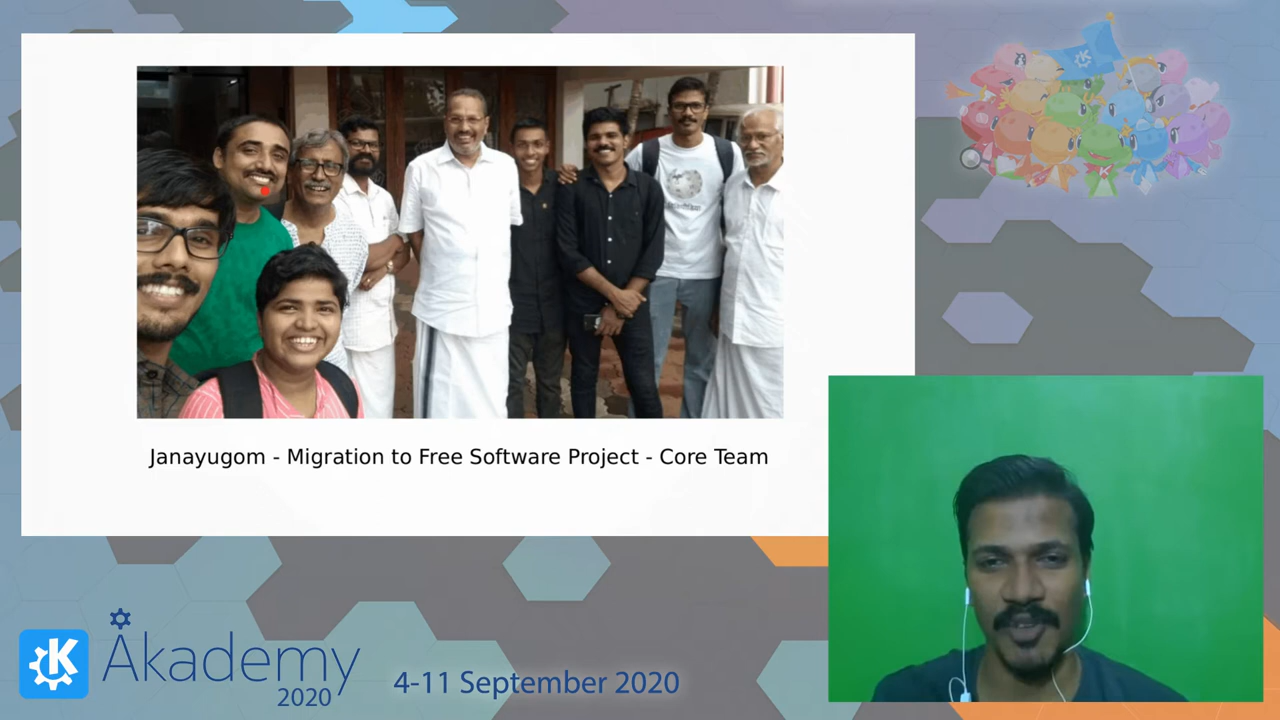 Janayugom - Migration to Free Software Project - Core Team
Akademy
2020
4-11 September 2020